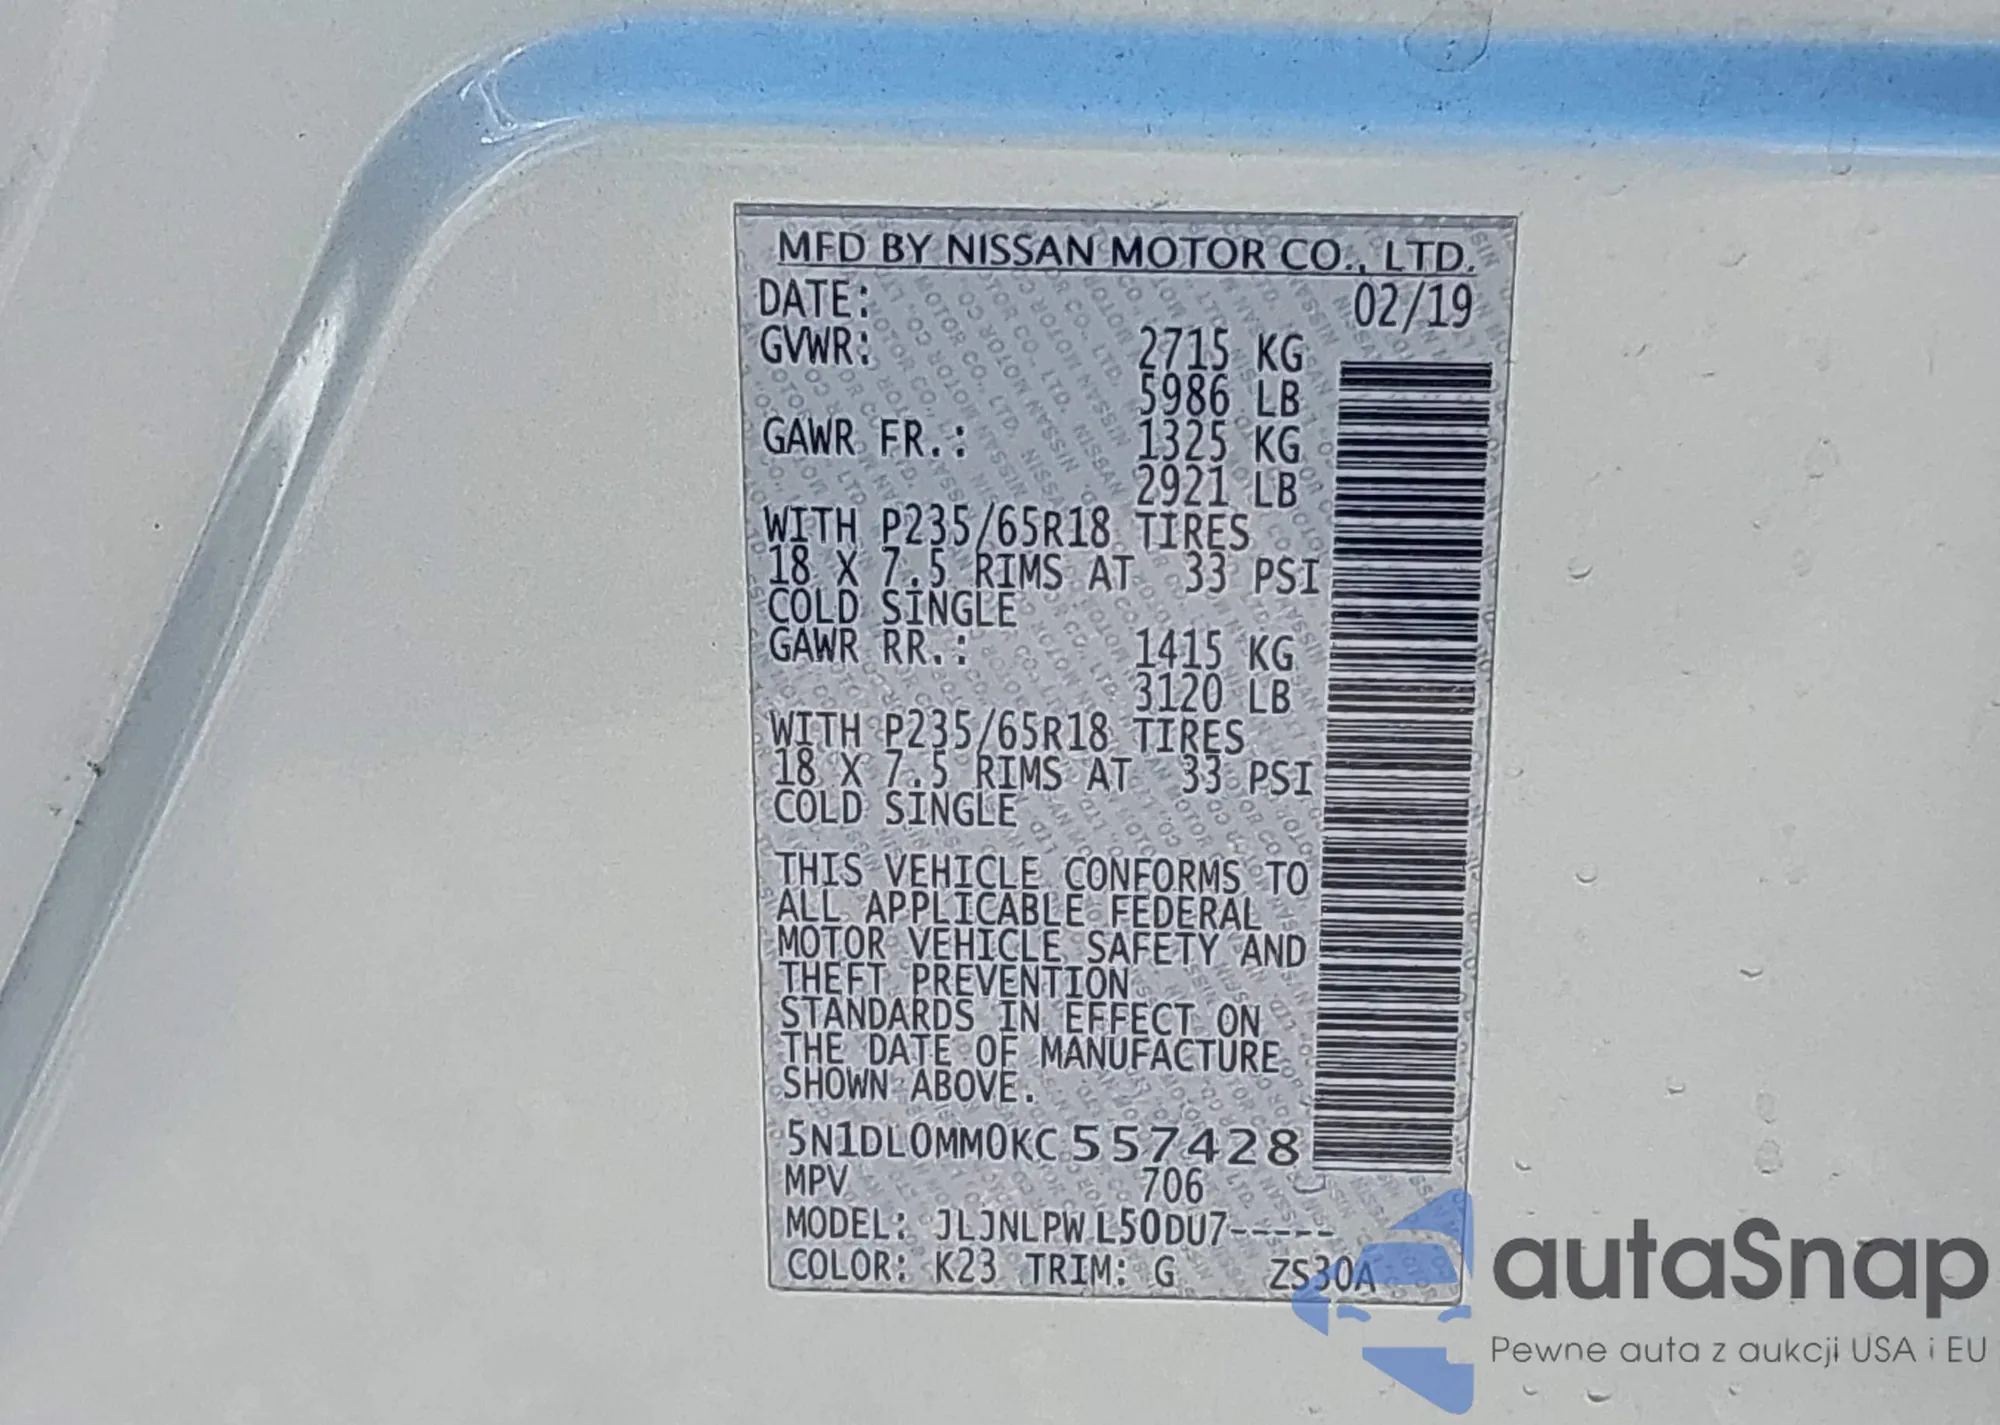 MFD BY NISSAN MOTOR CO., LTD.
DATE: 02/19
GVWR: 2715 KG
5986 LB
GAWR FR.: 1325 KG
2921 LB
WITH P235/65R18 TIRES
18 X 7.5 RIMS AT 33 PSI
COLD SINGLE
GAWR RR.: 1415 KG
3120 LB
WITH P235/65R18 TIRES
18 X 7.5 RIMS AT 33 PSI
COLD SINGLE
THIS VEHICLE CONFORMS TO
ALL APPLICABLE FEDERAL
MOTOR VEHICLE SAFETY AND
THEFT PREVENTION
STANDARDS IN EFFECT ON
THE DATE OF MANUFACTURE
SHOWN ABOVE.
5N1DL0MM0KC557428
MPV 706
MODEL: JLJNLPW L50DU7-----
COLOR: K23 TRIM: G ZS30A
autaSnap
Pewne auta z aukcji USA i EU